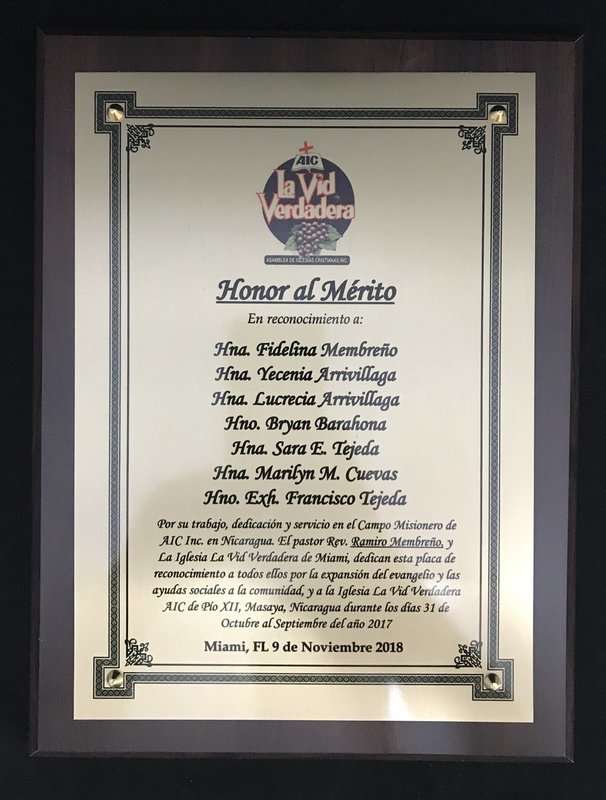 AIC
La Vid
Verdadera
ASAMBLEA DE IGLESIAS CRISTIANAS INC.
Honor al Mérito
En reconocimiento a:
Hna. Fidelina Membreño
Hna. Yecenia Arrivillaga
Hna. Lucrecia Arrivillaga
Hno. Bryan Barahona
Hna. Sara E. Tejeda
Hna. Marilyn M. Cuevas
Hno. Exh. Francisco Tejeda
Por su trabajo, dedicación y servicio en el Campo Misionero de
AIC Inc. en Nicaragua. El pastor Rev. Ramiro Membreño, y
La Iglesia La Vid Verdadera de Miami, dedican esta placa de
reconocimiento a todos ellos por la expansión del evangelio y las
ayudas sociales a la comunidad, y a la Iglesia La Vid Verdadera
AIC de Pío XII, Masaya, Nicaragua durante los días 31 de
Octubre al Septiembre del año 2017
Miami, FL 9 de Noviembre 2018